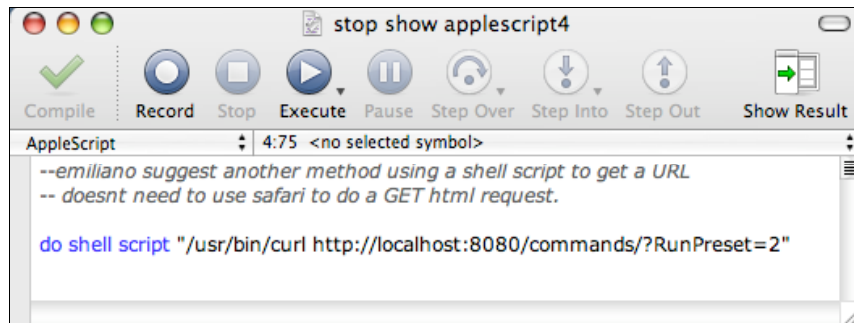 stop show applescript4
Compile Record Stop Execute Pause Step Over Step Into Step Out Show Result
AppleScript 4:75 <no selected symbol>
--emiliano suggest another method using a shell script to get a URL
-- doesnt need to use safari to do a GET html request.
do shell script "/usr/bin/curl http://localhost:8080/commands/?RunPreset=2"